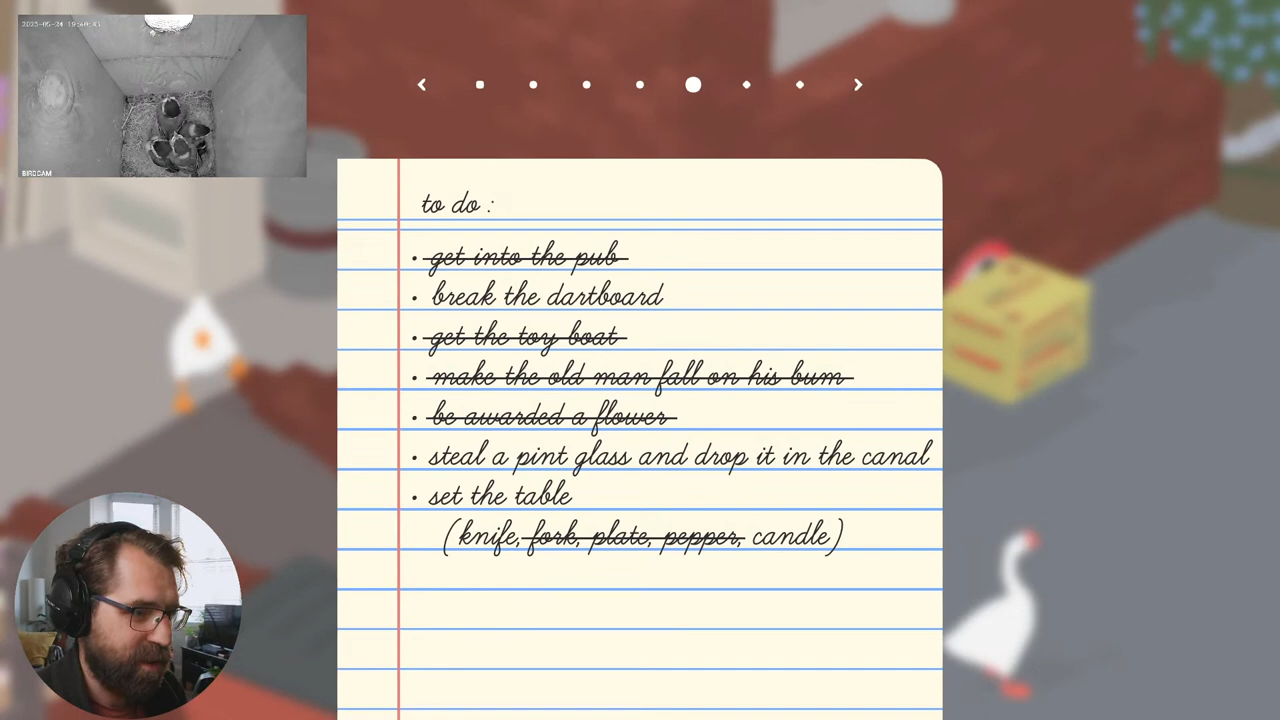 BIRDCAM
to do :
• get into the pub
• break the dartboard
• get the toy boat
• make the old man fall on his bum
• be awarded a flower
• steal a pint glass and drop it in the canal
• set the table
(knife, fork, plate, pepper, candle)